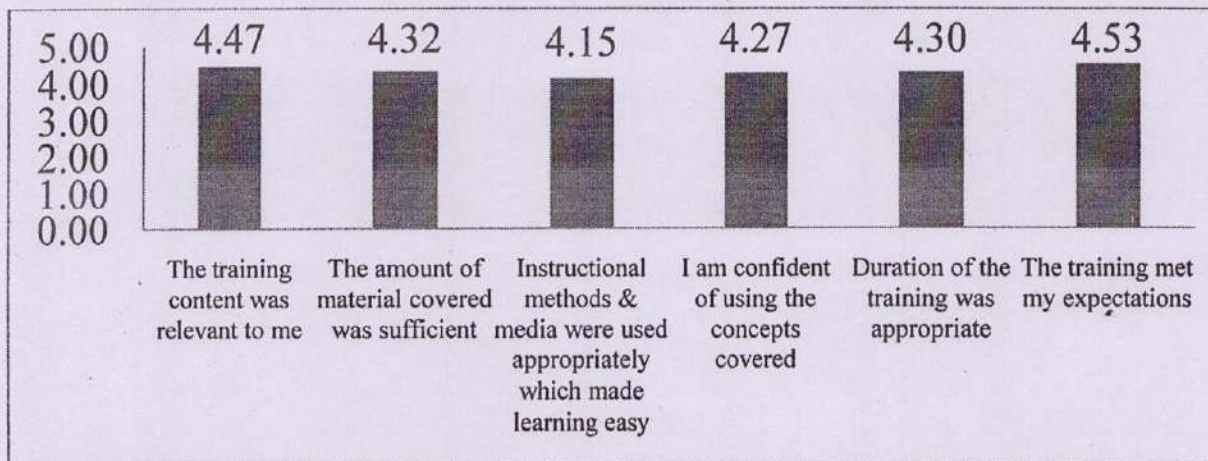 4.47 4.32 4.15 4.27 4.30 4.53
5.00
4.00
3.00
2.00
1.00
0.00
The training
content was
relevant to me
The amount of
material covered
was sufficient
Instructional
methods &
media were used
appropriately
which made
learning easy
I am confident
of using the
concepts
covered
Duration of the
training was
appropriate
The training met
my expectations